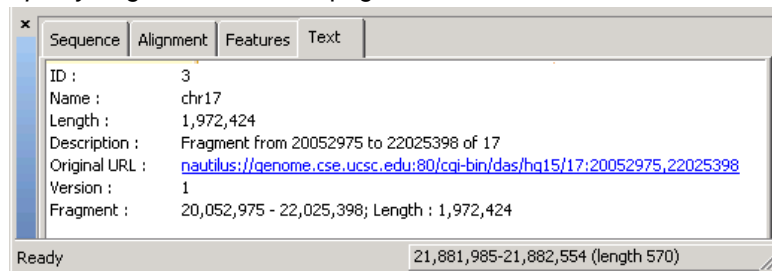 ×
Sequence Alignment Features Text
ID : 3
Name : chr17
Length : 1,972,424
Description : Fragment from 20052975 to 22025398 of 17
Original URL : nautilus://genome.cse.ucsc.edu:80/cgi-bin/das/hg15/17:20052975,22025398
Version : 1
Fragment : 20,052,975 - 22,025,398; Length : 1,972,424
Ready 21,881,985-21,882,554 (length 570)